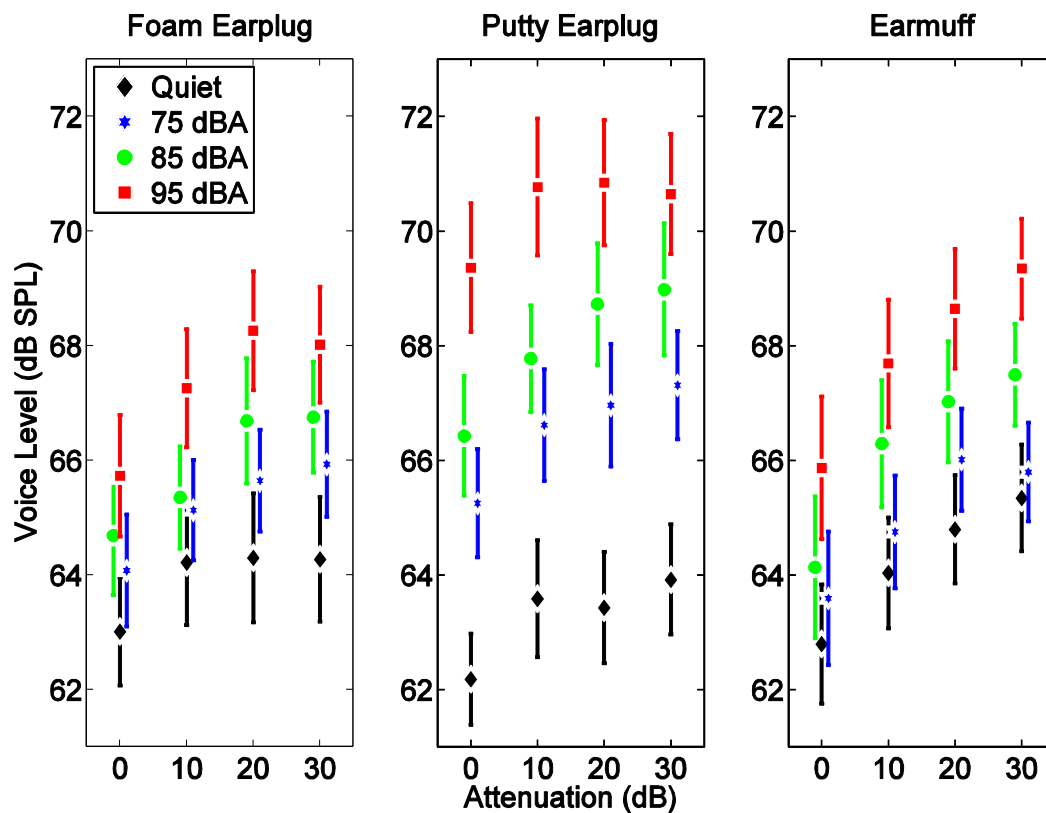 Foam Earplug
Putty Earplug
Earmuff
Quiet
75 dBA
85 dBA
95 dBA
Voice Level (dB SPL)
72
70
68
66
64
62
0 10 20 30
72
70
68
66
64
62
0 10 20 30
72
70
68
66
64
62
0 10 20 30
Attenuation (dB)